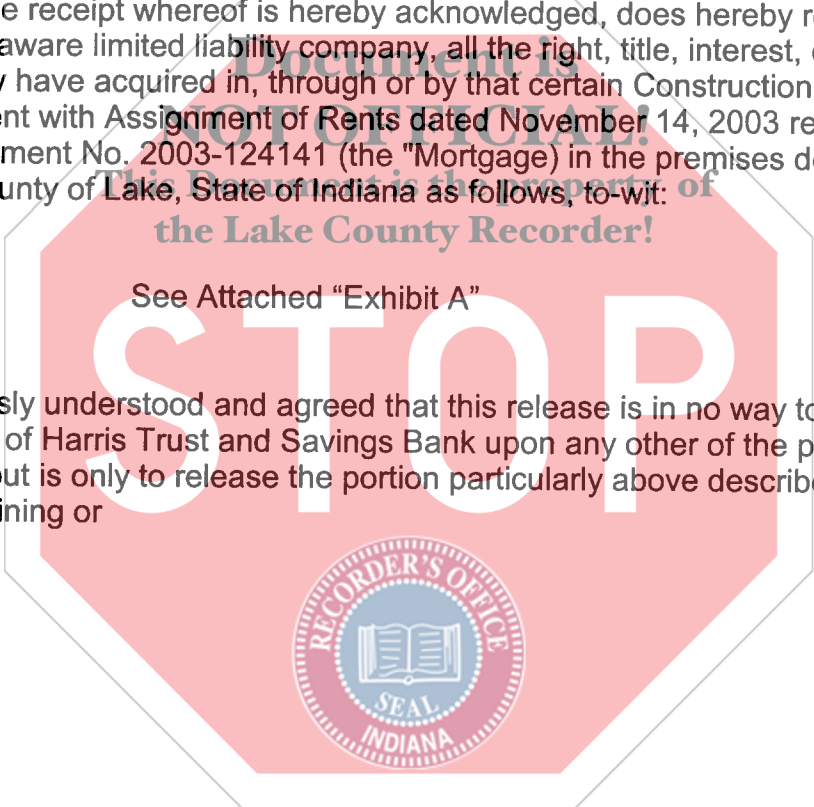 e receipt whereof is hereby acknowledged, does hereby r
aware limited liability company, all the right, title, interest,
Document is
y have acquired in, through or by that certain Construction
NOT OFFICIAL!
nt with Assignment of Rents dated November 14, 2003 re
ment No. 2003-124141 (the "Mortgage) in the premises d
This Document is the property of
unty of Lake, State of Indiana as follows, to-wit:
the Lake County Recorder!
See Attached “Exhibit A”
STOP
sly understood and agreed that this release is in no way to
of Harris Trust and Savings Bank upon any other of the p
out is only to release the portion particularly above describ
ining or
RECORDER'S OFFICE
SEAL
INDIANA